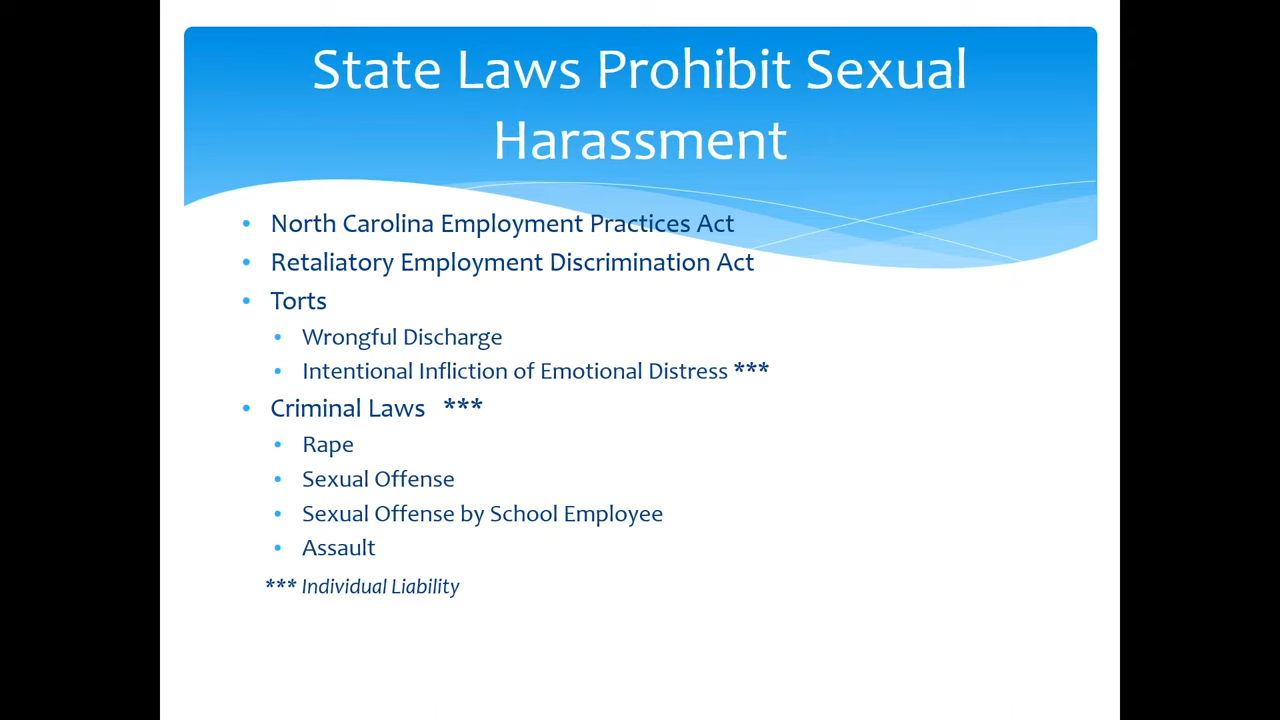 State Laws Prohibit Sexual
Harassment
• North Carolina Employment Practices Act
• Retaliatory Employment Discrimination Act
• Torts
• Wrongful Discharge
• Intentional Infliction of Emotional Distress ***
• Criminal Laws ***
• Rape
• Sexual Offense
• Sexual Offense by School Employee
• Assault
*** Individual Liability